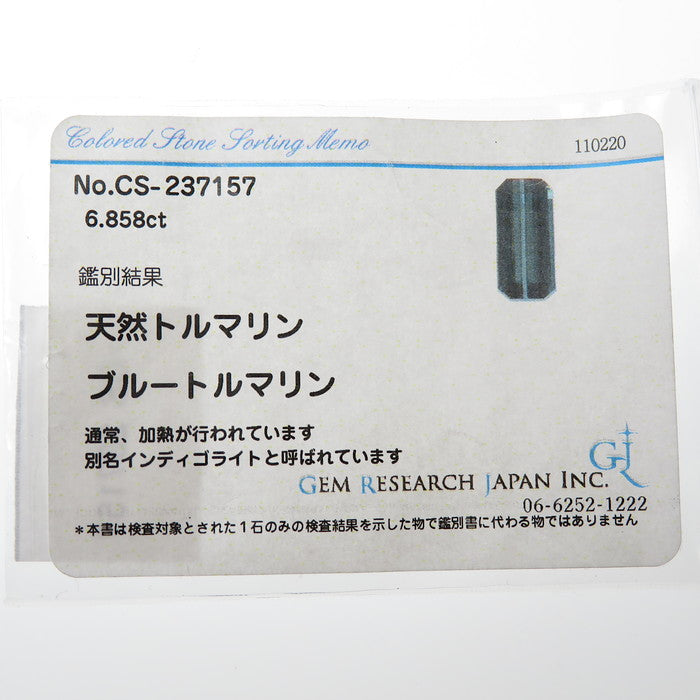 Colored Stone Sorting Memo
110220
No.CS-237157
6.858ct
鑑別結果
天然トルマリン
ブルートルマリン
通常、加熱が行われています
別名インディゴライトと呼ばれています
GEM RESEARCH JAPAN INC.
06-6252-1222
*本書は検査対象とされた1石のみの検査結果を示した物で鑑別書に代わる物ではありません